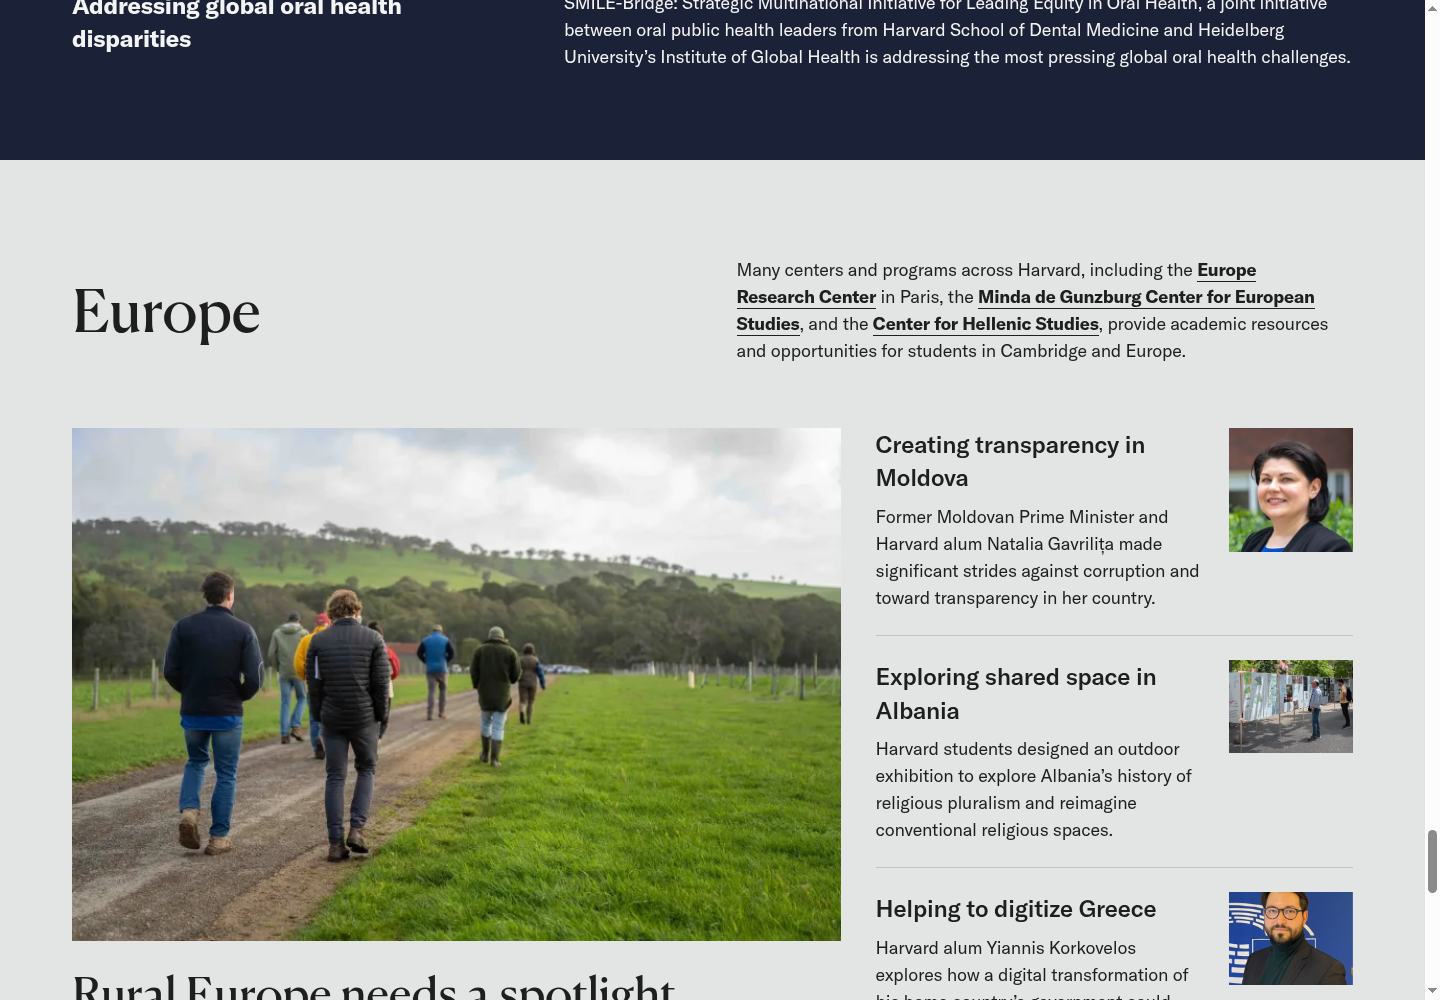 Addressing global oral health
disparities
SMILE-Bridge: Strategic Multinational Initiative for Leading Equity in Oral Health, a joint initiative
between oral public health leaders from Harvard School of Dental Medicine and Heidelberg
University’s Institute of Global Health is addressing the most pressing global oral health challenges.
Europe
Many centers and programs across Harvard, including the Europe
Research Center in Paris, the Minda de Gunzburg Center for European
Studies, and the Center for Hellenic Studies, provide academic resources
and opportunities for students in Cambridge and Europe.
Rural Europe needs a spotlight
Creating transparency in
Moldova
Former Moldovan Prime Minister and
Harvard alum Natalia Gavrilița made
significant strides against corruption and
toward transparency in her country.
Exploring shared space in
Albania
Harvard students designed an outdoor
exhibition to explore Albania’s history of
religious pluralism and reimagine
conventional religious spaces.
Helping to digitize Greece
Harvard alum Yiannis Korkovelos
explores how a digital transformation of
his home country’s government could